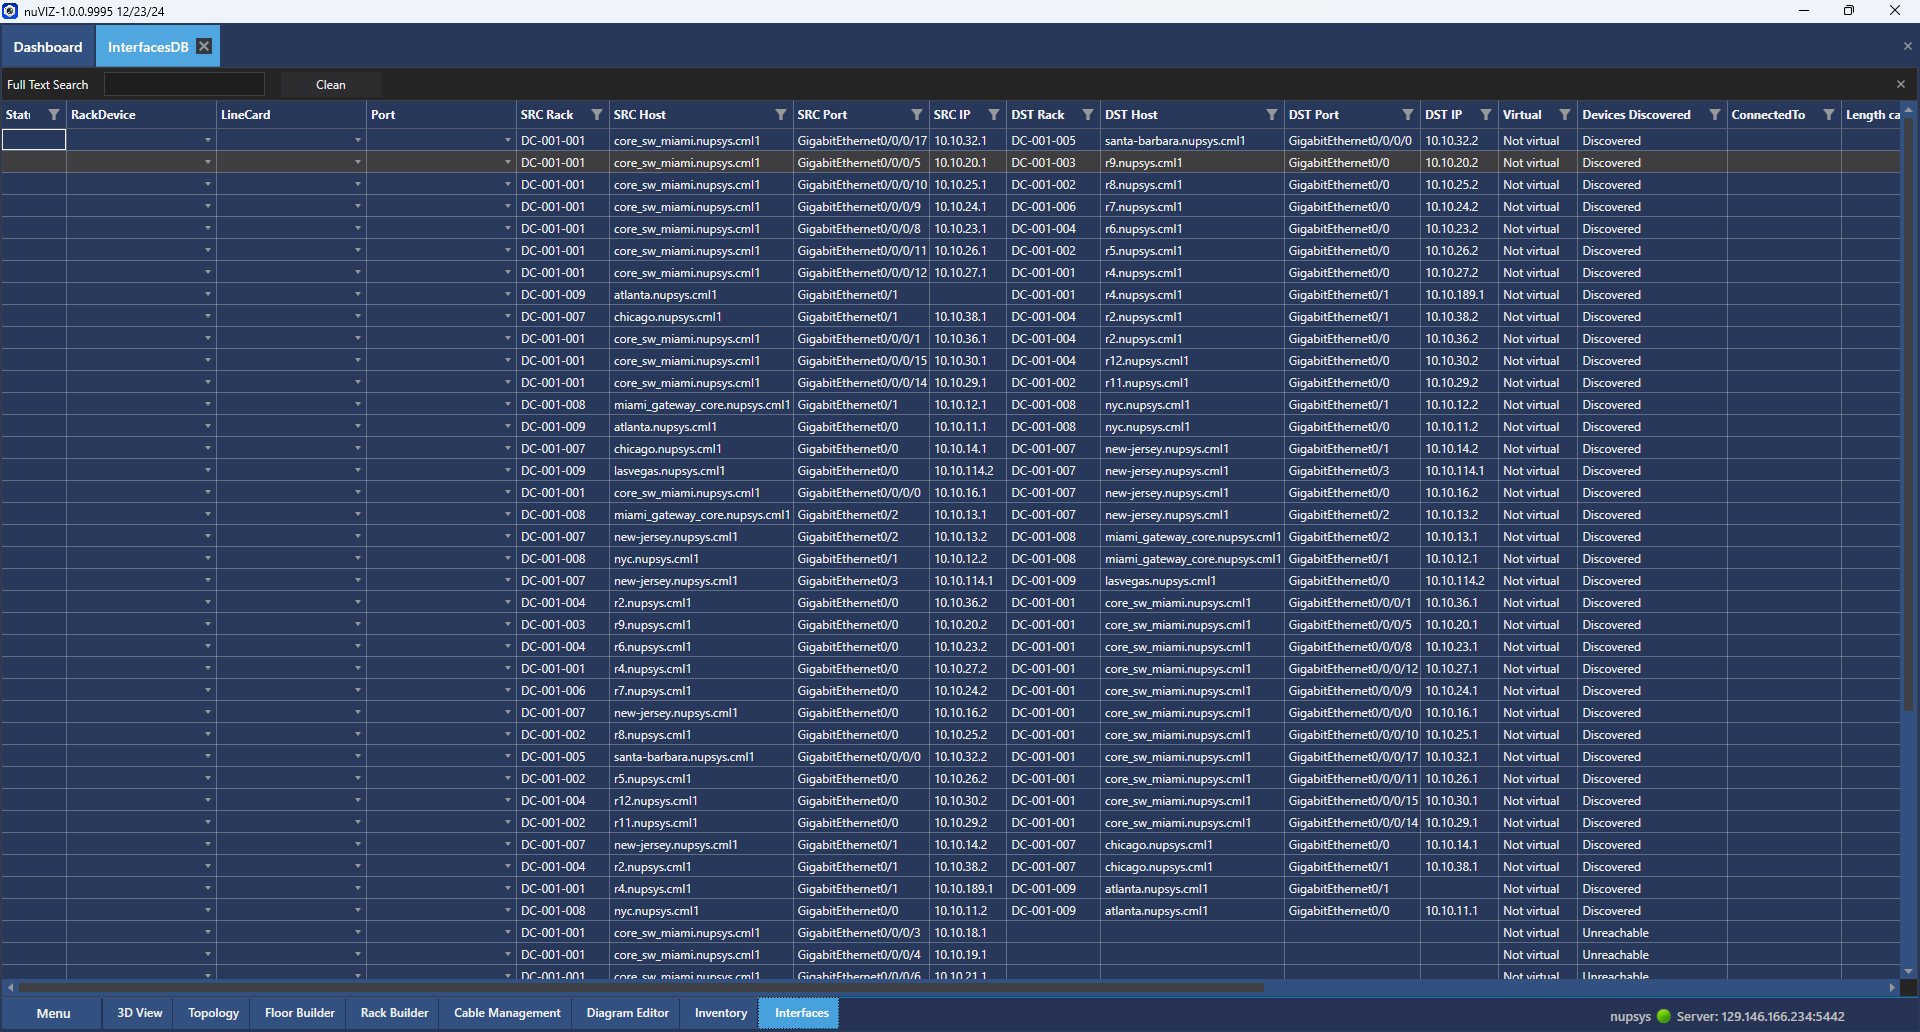 nuVIZ-1.0.0.9995 12/23/24
Dashboard InterfacesDB
Full Text Search Clean
RackDevice LineCard Port SRC Rack SRC Host SRC Port SRC IP DST Rack DST Host DST Port DST IP Virtual Devices Discovered ConnectedTo Length ca
DC-001-001 core_sw_miami.nupsys.cml1 GigabitEthernet0/0/0/17 10.10.32.1 DC-001-005 santa-barbara.nupsys.cml1 GigabitEthernet0/0/0/0 10.10.32.2 Not virtual Discovered
DC-001-001 core_sw_miami.nupsys.cml1 GigabitEthernet0/0/0/5 10.10.20.1 DC-001-003 r9.nupsys.cml1 GigabitEthernet0/0 10.10.20.2 Not virtual Discovered
DC-001-001 core_sw_miami.nupsys.cml1 GigabitEthernet0/0/0/10 10.10.25.1 DC-001-002 r8.nupsys.cml1 GigabitEthernet0/0 10.10.25.2 Not virtual Discovered
DC-001-001 core_sw_miami.nupsys.cml1 GigabitEthernet0/0/0/9 10.10.24.1 DC-001-006 r7.nupsys.cml1 GigabitEthernet0/0 10.10.24.2 Not virtual Discovered
DC-001-001 core_sw_miami.nupsys.cml1 GigabitEthernet0/0/0/8 10.10.23.1 DC-001-004 r6.nupsys.cml1 GigabitEthernet0/0 10.10.23.2 Not virtual Discovered
DC-001-001 core_sw_miami.nupsys.cml1 GigabitEthernet0/0/0/11 10.10.26.1 DC-001-002 r5.nupsys.cml1 GigabitEthernet0/0 10.10.26.2 Not virtual Discovered
DC-001-001 core_sw_miami.nupsys.cml1 GigabitEthernet0/0/0/12 10.10.27.1 DC-001-001 r4.nupsys.cml1 GigabitEthernet0/0 10.10.27.2 Not virtual Discovered
DC-001-009 atlanta.nupsys.cml1 GigabitEthernet0/1 DC-001-001 r4.nupsys.cml1 GigabitEthernet0/1 10.10.189.1 Not virtual Discovered
DC-001-007 chicago.nupsys.cml1 GigabitEthernet0/1 10.10.38.1 DC-001-004 r2.nupsys.cml1 GigabitEthernet0/1 10.10.38.2 Not virtual Discovered
DC-001-001 core_sw_miami.nupsys.cml1 GigabitEthernet0/0/0/1 10.10.36.1 DC-001-004 r2.nupsys.cml1 GigabitEthernet0/0 10.10.36.2 Not virtual Discovered
DC-001-001 core_sw_miami.nupsys.cml1 GigabitEthernet0/0/0/15 10.10.30.1 DC-001-004 r12.nupsys.cml1 GigabitEthernet0/0 10.10.30.2 Not virtual Discovered
DC-001-001 core_sw_miami.nupsys.cml1 GigabitEthernet0/0/0/14 10.10.29.1 DC-001-002 r11.nupsys.cml1 GigabitEthernet0/0 10.10.29.2 Not virtual Discovered
DC-001-008 miami_gateway_core.nupsys.cml1 GigabitEthernet0/1 10.10.12.1 DC-001-008 nyc.nupsys.cml1 GigabitEthernet0/1 10.10.12.2 Not virtual Discovered
DC-001-009 atlanta.nupsys.cml1 GigabitEthernet0/0 10.10.11.1 DC-001-008 nyc.nupsys.cml1 GigabitEthernet0/0 10.10.11.2 Not virtual Discovered
DC-001-007 chicago.nupsys.cml1 GigabitEthernet0/0 10.10.14.1 DC-001-007 new-jersey.nupsys.cml1 GigabitEthernet0/1 10.10.14.2 Not virtual Discovered
DC-001-009 lasvegas.nupsys.cml1 GigabitEthernet0/0 10.10.114.2 DC-001-007 new-jersey.nupsys.cml1 GigabitEthernet0/3 10.10.114.1 Not virtual Discovered
DC-001-001 core_sw_miami.nupsys.cml1 GigabitEthernet0/0/0/0 10.10.16.1 DC-001-007 new-jersey.nupsys.cml1 GigabitEthernet0/0 10.10.16.2 Not virtual Discovered
DC-001-008 miami_gateway_core.nupsys.cml1 GigabitEthernet0/2 10.10.13.1 DC-001-007 new-jersey.nupsys.cml1 GigabitEthernet0/2 10.10.13.2 Not virtual Discovered
DC-001-007 new-jersey.nupsys.cml1 GigabitEthernet0/2 10.10.13.2 DC-001-008 miami_gateway_core.nupsys.cml1 GigabitEthernet0/2 10.10.13.1 Not virtual Discovered
DC-001-008 nyc.nupsys.cml1 GigabitEthernet0/1 10.10.12.2 DC-001-008 miami_gateway_core.nupsys.cml1 GigabitEthernet0/1 10.10.12.1 Not virtual Discovered
DC-001-007 new-jersey.nupsys.cml1 GigabitEthernet0/3 10.10.114.1 DC-001-009 lasvegas.nupsys.cml1 GigabitEthernet0/0 10.10.114.2 Not virtual Discovered
DC-001-004 r2.nupsys.cml1 GigabitEthernet0/0 10.10.36.2 DC-001-001 core_sw_miami.nupsys.cml1 GigabitEthernet0/0/0/1 10.10.36.1 Not virtual Discovered
DC-001-003 r9.nupsys.cml1 GigabitEthernet0/0 10.10.20.2 DC-001-001 core_sw_miami.nupsys.cml1 GigabitEthernet0/0/0/5 10.10.20.1 Not virtual Discovered
DC-001-004 r6.nupsys.cml1 GigabitEthernet0/0 10.10.23.2 DC-001-001 core_sw_miami.nupsys.cml1 GigabitEthernet0/0/0/8 10.10.23.1 Not virtual Discovered
DC-001-001 r4.nupsys.cml1 GigabitEthernet0/0 10.10.27.2 DC-001-001 core_sw_miami.nupsys.cml1 GigabitEthernet0/0/0/12 10.10.27.1 Not virtual Discovered
DC-001-006 r7.nupsys.cml1 GigabitEthernet0/0 10.10.24.2 DC-001-001 core_sw_miami.nupsys.cml1 GigabitEthernet0/0/0/9 10.10.24.1 Not virtual Discovered
DC-001-007 new-jersey.nupsys.cml1 GigabitEthernet0/0 10.10.16.2 DC-001-001 core_sw_miami.nupsys.cml1 GigabitEthernet0/0/0/0 10.10.16.1 Not virtual Discovered
DC-001-002 r8.nupsys.cml1 GigabitEthernet0/0 10.10.25.2 DC-001-001 core_sw_miami.nupsys.cml1 GigabitEthernet0/0/0/10 10.10.25.1 Not virtual Discovered
DC-001-005 santa-barbara.nupsys.cml1 GigabitEthernet0/0/0/0 10.10.32.2 DC-001-001 core_sw_miami.nupsys.cml1 GigabitEthernet0/0/0/17 10.10.32.1 Not virtual Discovered
DC-001-002 r5.nupsys.cml1 GigabitEthernet0/0 10.10.26.2 DC-001-001 core_sw_miami.nupsys.cml1 GigabitEthernet0/0/0/11 10.10.26.1 Not virtual Discovered
DC-001-004 r12.nupsys.cml1 GigabitEthernet0/0 10.10.30.2 DC-001-001 core_sw_miami.nupsys.cml1 GigabitEthernet0/0/0/15 10.10.30.1 Not virtual Discovered
DC-001-002 r11.nupsys.cml1 GigabitEthernet0/0 10.10.29.2 DC-001-001 core_sw_miami.nupsys.cml1 GigabitEthernet0/0/0/14 10.10.29.1 Not virtual Discovered
DC-001-007 new-jersey.nupsys.cml1 GigabitEthernet0/1 10.10.14.2 DC-001-007 chicago.nupsys.cml1 GigabitEthernet0/0 10.10.14.1 Not virtual Discovered
DC-001-004 r2.nupsys.cml1 GigabitEthernet0/1 10.10.38.2 DC-001-007 chicago.nupsys.cml1 GigabitEthernet0/1 10.10.38.1 Not virtual Discovered
DC-001-001 r4.nupsys.cml1 GigabitEthernet0/1 10.10.189.1 DC-001-009 atlanta.nupsys.cml1 GigabitEthernet0/1 Not virtual Discovered
DC-001-008 nyc.nupsys.cml1 GigabitEthernet0/0 10.10.11.2 DC-001-009 atlanta.nupsys.cml1 GigabitEthernet0/0 10.10.11.1 Not virtual Discovered
DC-001-001 core_sw_miami.nupsys.cml1 GigabitEthernet0/0/0/3 10.10.18.1 Not virtual Unreachable
DC-001-001 core_sw_miami.nupsys.cml1 GigabitEthernet0/0/0/4 10.10.19.1 Not virtual Unreachable
DC-001-001 core_sw_miami.nupsys.cml1 GigabitEthernet0/0/0/6 10.10.21.1 Not virtual Unreachable
Menu 3D View Topology Floor Builder Rack Builder Cable Management Diagram Editor Inventory Interfaces nupsys Server: 129.146.166.234:5442